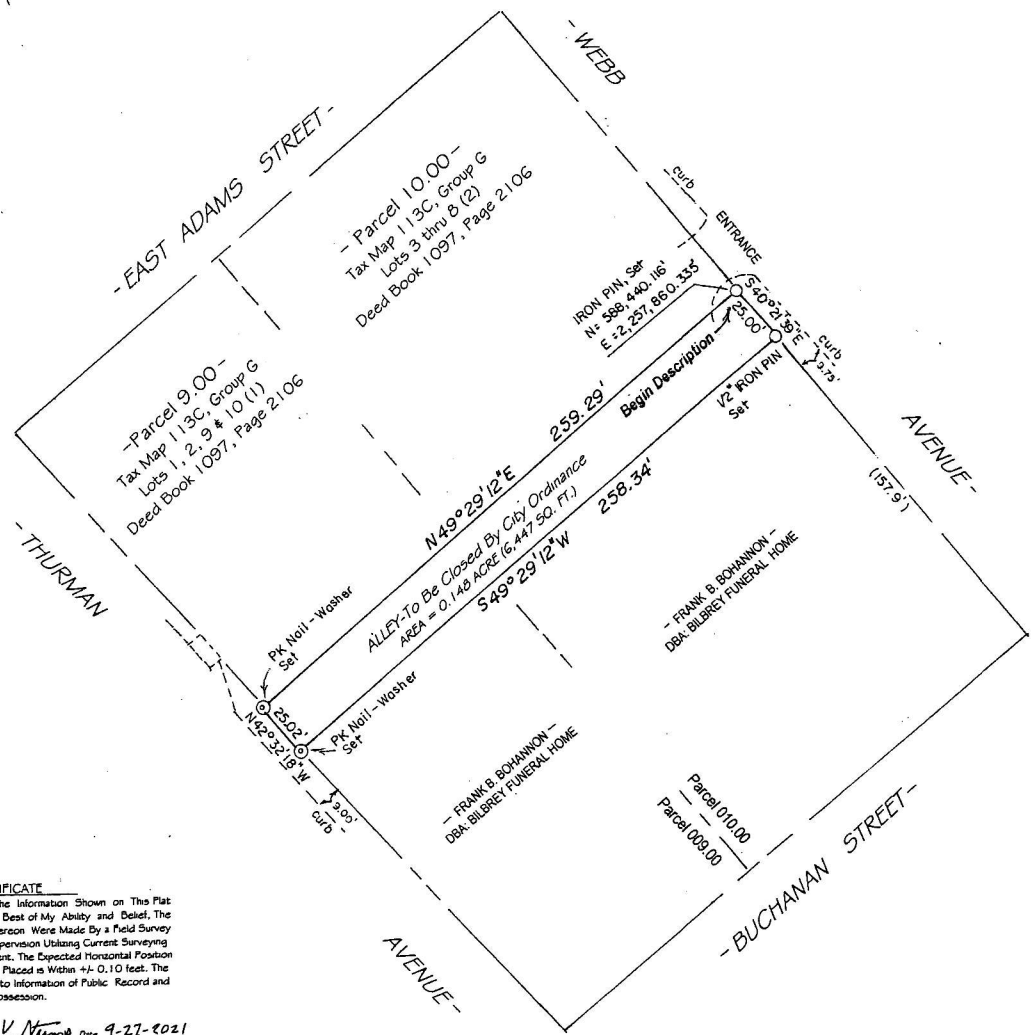 - WEBB
AVENUE -
- EAST ADAMS STREET -
- Parcel 10.00 -
Tax Map 113C, Group G
Lots 3 thru 8 (2)
Deed Book 1097, Page 2106
- Parcel 9.00 -
Tax Map 113C, Group G
Lots 1, 2, 9 & 10 (1)
Deed Book 1097, Page 2106
curb
ENTRANCE
IRON PIN, Set
N= 588,440.116'
E = 2,257,860.335'
S40°21'39"E
25.00'
curb
9.75'
Begin Description
1/2" IRON PIN
Set
259.29'
N49°29'12"E
ALLEY-To Be Closed By City Ordinance
AREA = 0.148 ACRE (6,447 SQ. FT.)
258.34'
S49°29'12"W
(157.9')
- THURMAN
AVENUE -
PK Nail-Washer
Set
25.02'
N42°32'18"W
PK Nail-Washer
Set
9.00'
curb
- FRANK B. BOHANNON -
DBA: BILBREY FUNERAL HOME
- FRANK B. BOHANNON -
DBA: BILBREY FUNERAL HOME
Parcel 010.00
Parcel 009.00
- BUCHANAN STREET -
IFICATE
he Information Shown on This Plat
Best of My Ability and Belief, The
ereon Were Made By a Field Survey
pervision Utilizing Current Surveying
ent. The Expected Horizontal Position
Placed is Within +/- 0.10 feet. The
to Information of Public Record and
ossession.
9-27-2021